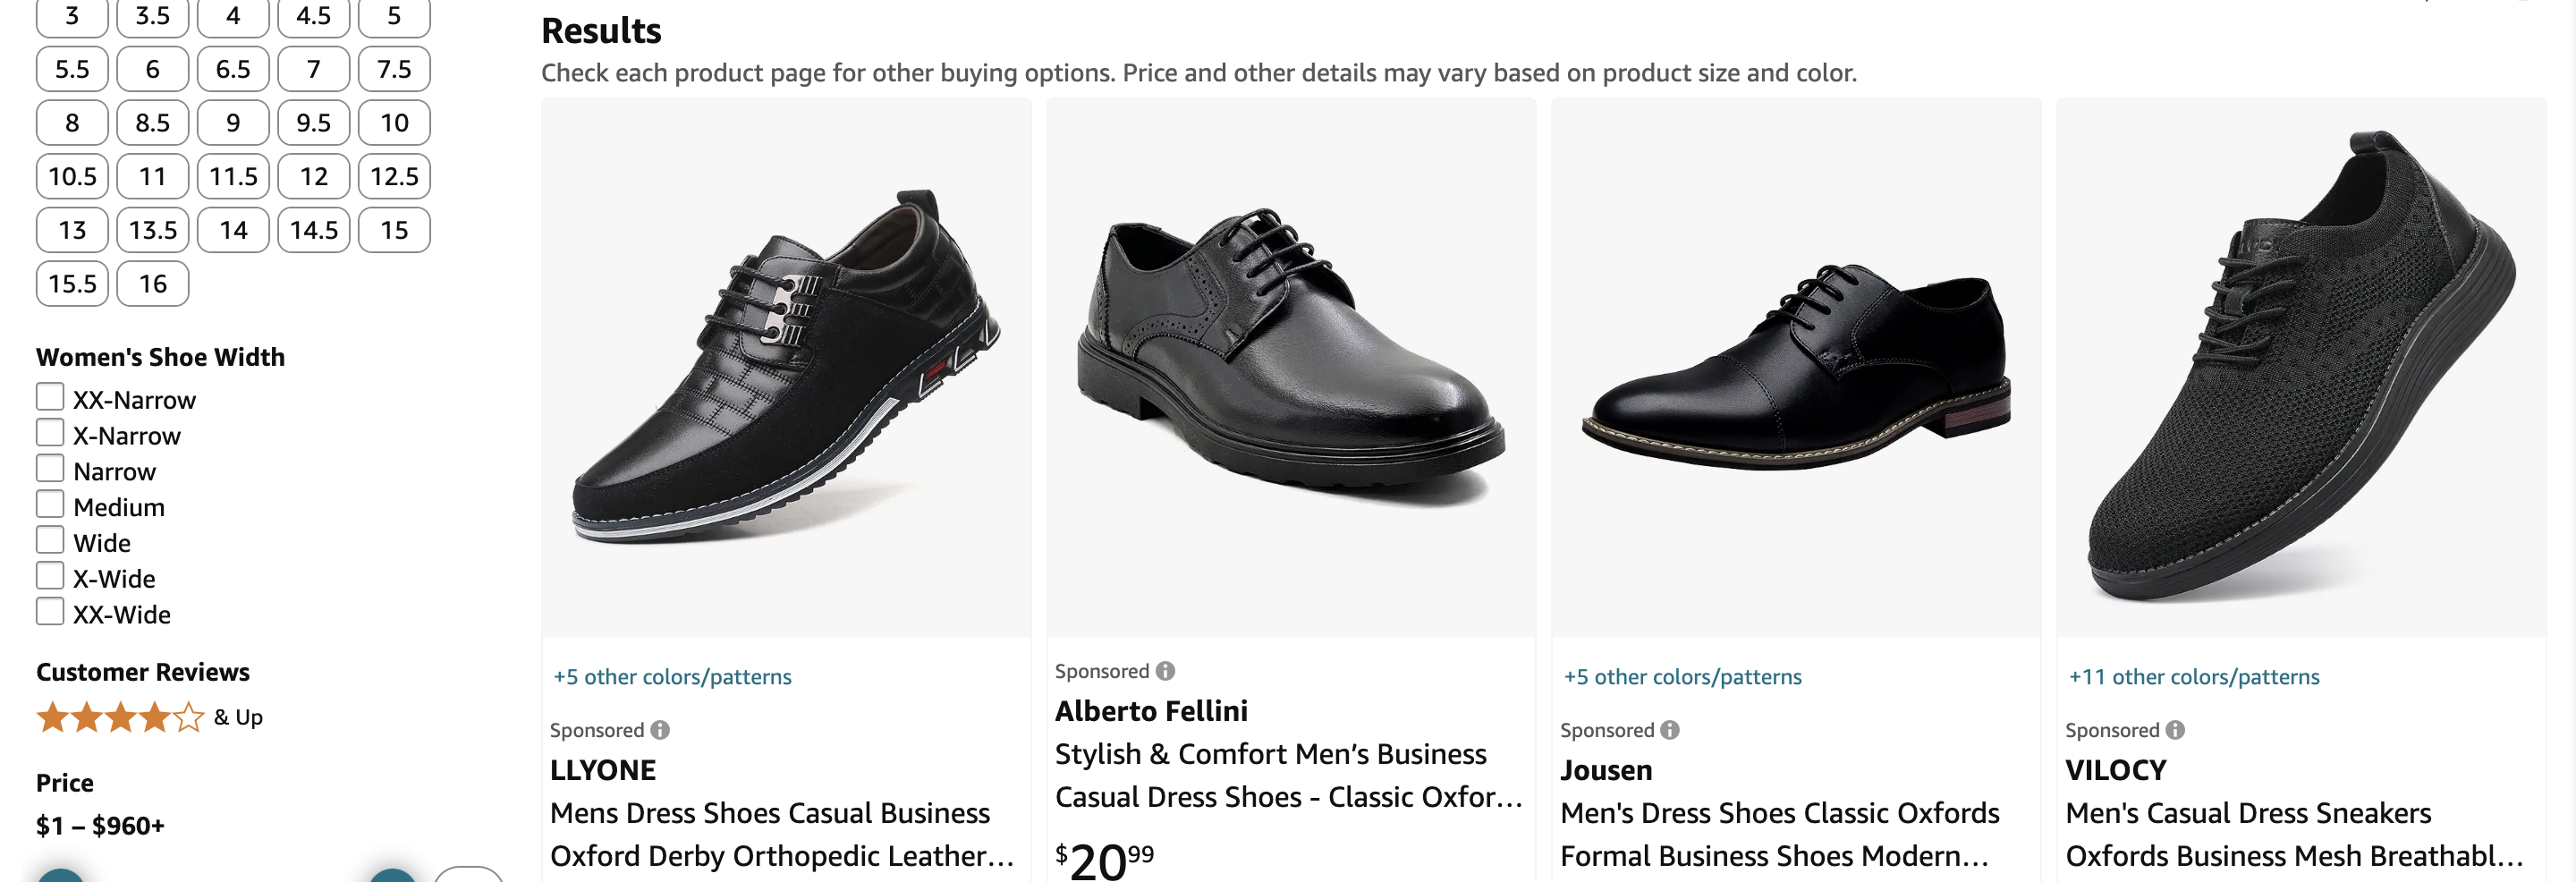 3
3.5
4
4.5
5
5.5
6
6.5
7
7.5
8
8.5
9
9.5
10
10.5
11
11.5
12
12.5
13
13.5
14
14.5
15
15.5
16
Women's Shoe Width
XX-Narrow
X-Narrow
Narrow
Medium
Wide
X-Wide
XX-Wide
Customer Reviews
& Up
Price
$1 – $960+
Results
Check each product page for other buying options. Price and other details may vary based on product size and color.
+5 other colors/patterns
Sponsored
LLYONE
Mens Dress Shoes Casual Business
Oxford Derby Orthopedic Leather…
Sponsored
Alberto Fellini
Stylish & Comfort Men’s Business
Casual Dress Shoes - Classic Oxfor…
$2099
+5 other colors/patterns
Sponsored
Jousen
Men's Dress Shoes Classic Oxfords
Formal Business Shoes Modern…
+11 other colors/patterns
Sponsored
VILOCY
Men's Casual Dress Sneakers
Oxfords Business Mesh Breathabl…